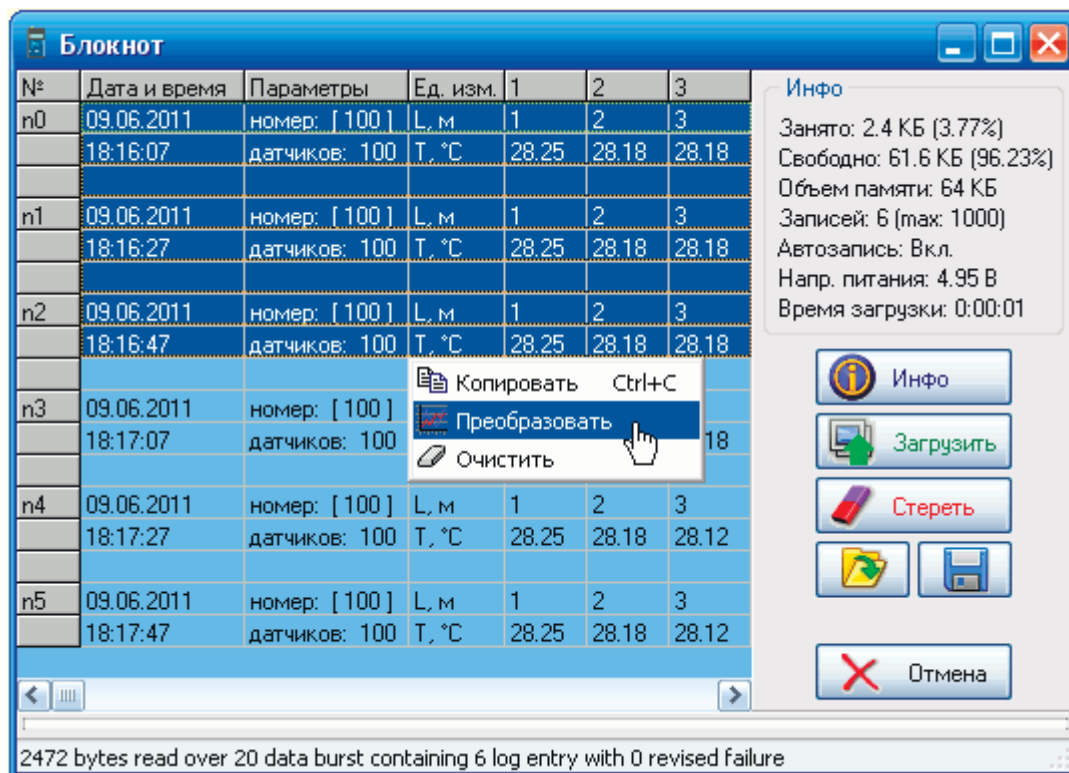 Блокнот
№ Дата и время Параметры Ед. изм. 1 2 3
n0 09.06.2011 номер: [ 100 ] L, м 1 2 3
18:16:07 датчиков: 100 T, °C 28.25 28.18 28.18
n1 09.06.2011 номер: [ 100 ] L, м 1 2 3
18:16:27 датчиков: 100 T, °C 28.25 28.18 28.18
n2 09.06.2011 номер: [ 100 ] L, м 1 2 3
18:16:47 датчиков: 100 T, °C 28.25 28.18 28.18
n3 09.06.2011 номер: [ 100 ]
18:17:07 датчиков: 100 18
n4 09.06.2011 номер: [ 100 ] L, м 1 2 3
18:17:27 датчиков: 100 T, °C 28.25 28.18 28.12
n5 09.06.2011 номер: [ 100 ] L, м 1 2 3
18:17:47 датчиков: 100 T, °C 28.25 28.18 28.12
Копировать Ctrl+C
Преобразовать
Очистить
Инфо
Занято: 2.4 КБ (3.77%)
Свободно: 61.6 КБ (96.23%)
Объем памяти: 64 КБ
Записей: 6 (max: 1000)
Автозапись: Вкл.
Напр. питания: 4.95 В
Время загрузки: 0:00:01
Инфо
Загрузить
Стереть
Отмена
2472 bytes read over 20 data burst containing 6 log entry with 0 revised failure